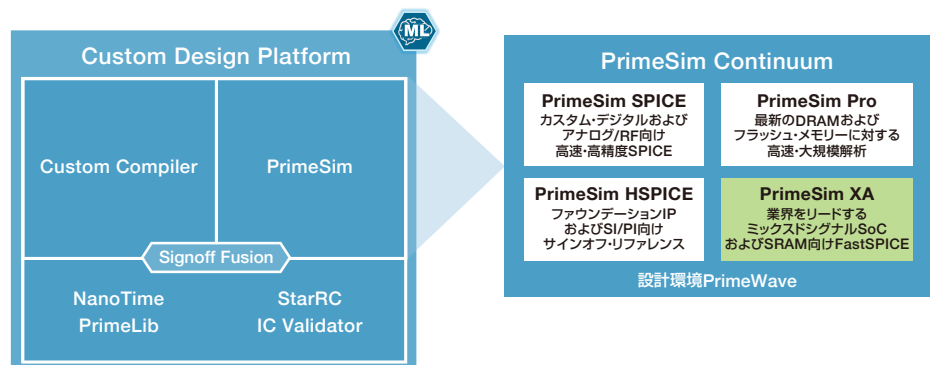 ML
Custom Design Platform
Custom Compiler
PrimeSim
Signoff Fusion
NanoTime
PrimeLib
StarRC
IC Validator
PrimeSim Continuum
PrimeSim SPICE
カスタム・デジタルおよび
アナログ/RF向け
高速・高精度SPICE
PrimeSim Pro
最新のDRAMおよび
フラッシュ・メモリーに対する
高速・大規模解析
PrimeSim HSPICE
ファウンデーションIP
およびSI/PI向け
サインオフ・リファレンス
PrimeSim XA
業界をリードする
ミックスドシグナルSoC
およびSRAM向けFastSPICE
設計環境PrimeWave